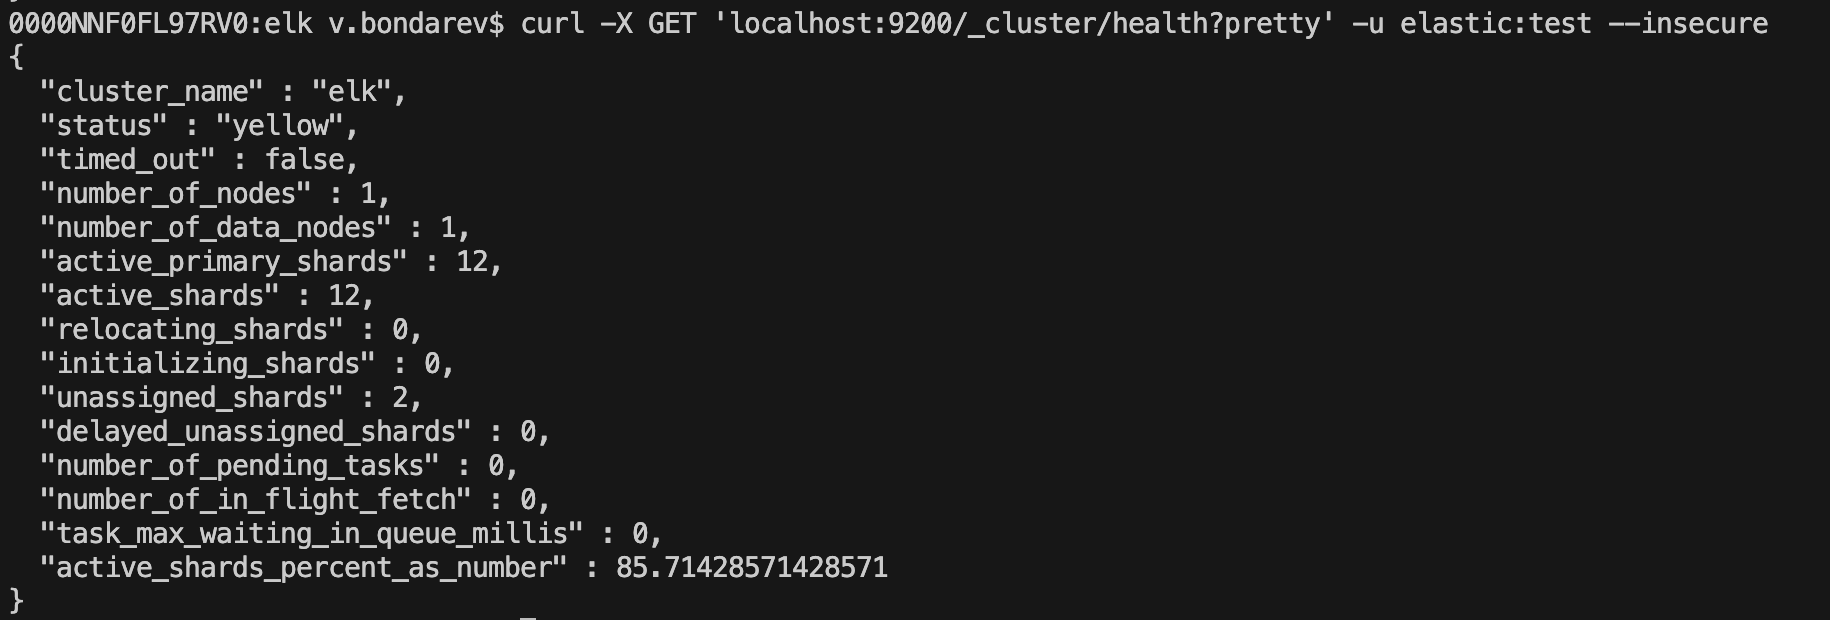 0000NNF0FL97RV0:elk v.bondarev$ curl -X GET 'localhost:9200/_cluster/health?pretty' -u elastic:test --insecure
{
  "cluster_name" : "elk",
  "status" : "yellow",
  "timed_out" : false,
  "number_of_nodes" : 1,
  "number_of_data_nodes" : 1,
  "active_primary_shards" : 12,
  "active_shards" : 12,
  "relocating_shards" : 0,
  "initializing_shards" : 0,
  "unassigned_shards" : 2,
  "delayed_unassigned_shards" : 0,
  "number_of_pending_tasks" : 0,
  "number_of_in_flight_fetch" : 0,
  "task_max_waiting_in_queue_millis" : 0,
  "active_shards_percent_as_number" : 85.71428571428571
}